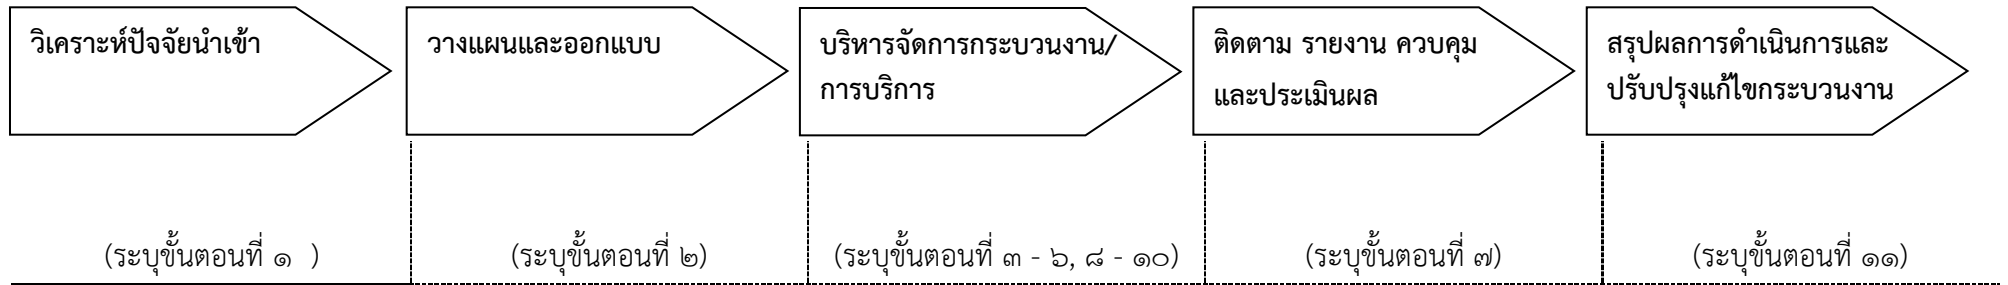 วิเคราะห์ปัจจัยนำเข้า
วางแผนและออกแบบ
บริหารจัดการกระบวนงาน/
การบริการ
ติดตาม รายงาน ควบคุม
และประเมินผล
สรุปผลการดำเนินการและ
ปรับปรุงแก้ไขกระบวนงาน
(ระบุขั้นตอนที่ ๑ )
(ระบุขั้นตอนที่ ๒)
(ระบุขั้นตอนที่ ๓ - ๖, ๘ - ๑๐)
(ระบุขั้นตอนที่ ๗)
(ระบุขั้นตอนที่ ๑๑)